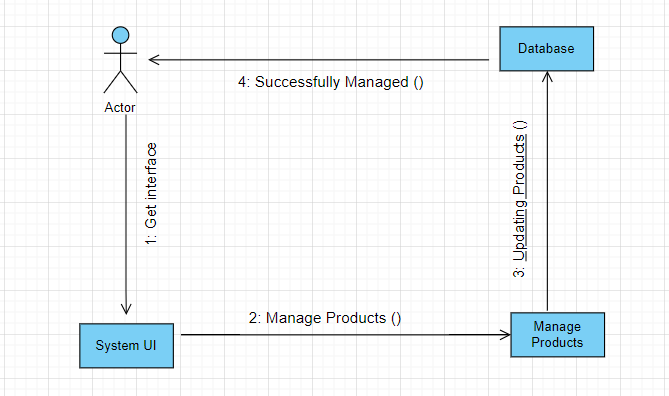 Database
4: Successfully Managed ()
Actor
1: Get interface
3: Updating Products ()
2: Manage Products ()
System UI
Manage
Products